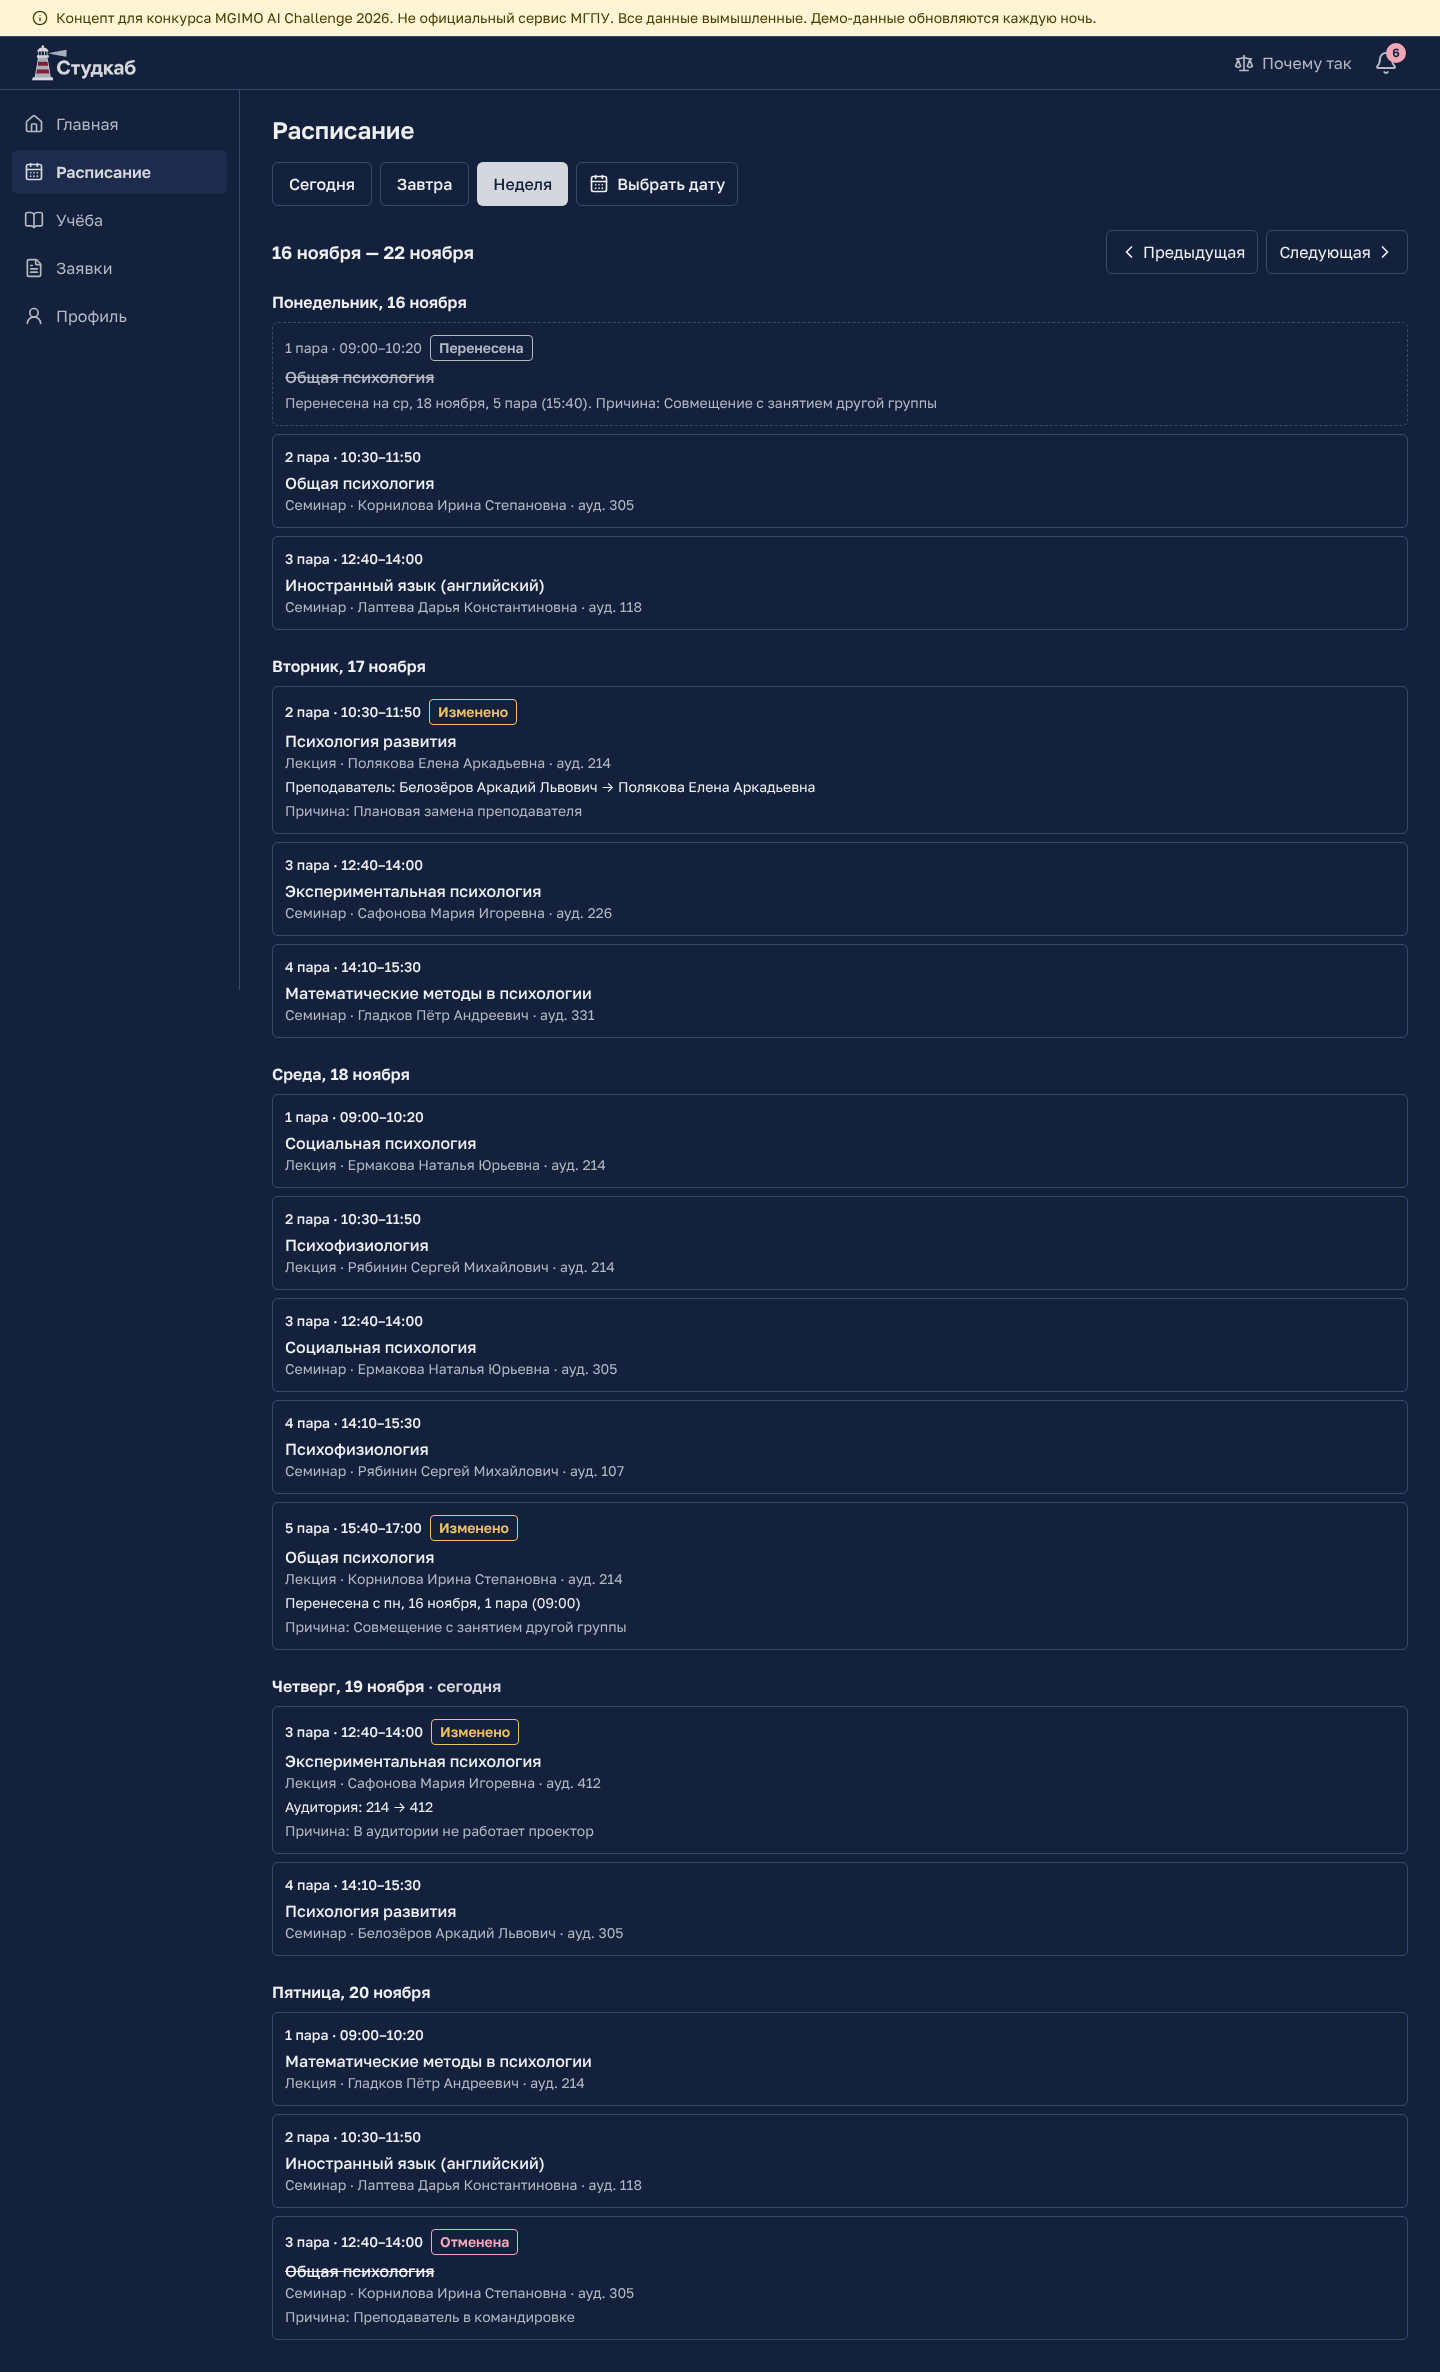 Концепт для конкурса MGIMO AI Challenge 2026. Не официальный сервис МГПУ. Все данные вымышленные. Демо-данные обновляются каждую ночь.
Студкаб
Почему так
6
Главная
Расписание
Учёба
Заявки
Профиль
Расписание
Сегодня
Завтра
Неделя
Выбрать дату
16 ноября — 22 ноября
Предыдущая
Следующая
Понедельник, 16 ноября
1 пара · 09:00–10:20 Перенесена
Общая психология
Перенесена на ср, 18 ноября, 5 пара (15:40). Причина: Совмещение с занятием другой группы
2 пара · 10:30–11:50
Общая психология
Семинар · Корнилова Ирина Степановна · ауд. 305
3 пара · 12:40–14:00
Иностранный язык (английский)
Семинар · Лаптева Дарья Константиновна · ауд. 118
Вторник, 17 ноября
2 пара · 10:30–11:50 Изменено
Психология развития
Лекция · Полякова Елена Аркадьевна · ауд. 214
Преподаватель: Белозёров Аркадий Львович → Полякова Елена Аркадьевна
Причина: Плановая замена преподавателя
3 пара · 12:40–14:00
Экспериментальная психология
Семинар · Сафонова Мария Игоревна · ауд. 226
4 пара · 14:10–15:30
Математические методы в психологии
Семинар · Гладков Пётр Андреевич · ауд. 331
Среда, 18 ноября
1 пара · 09:00–10:20
Социальная психология
Лекция · Ермакова Наталья Юрьевна · ауд. 214
2 пара · 10:30–11:50
Психофизиология
Лекция · Рябинин Сергей Михайлович · ауд. 214
3 пара · 12:40–14:00
Социальная психология
Семинар · Ермакова Наталья Юрьевна · ауд. 305
4 пара · 14:10–15:30
Психофизиология
Семинар · Рябинин Сергей Михайлович · ауд. 107
5 пара · 15:40–17:00 Изменено
Общая психология
Лекция · Корнилова Ирина Степановна · ауд. 214
Перенесена с пн, 16 ноября, 1 пара (09:00)
Причина: Совмещение с занятием другой группы
Четверг, 19 ноября · сегодня
3 пара · 12:40–14:00 Изменено
Экспериментальная психология
Лекция · Сафонова Мария Игоревна · ауд. 412
Аудитория: 214 → 412
Причина: В аудитории не работает проектор
4 пара · 14:10–15:30
Психология развития
Семинар · Белозёров Аркадий Львович · ауд. 305
Пятница, 20 ноября
1 пара · 09:00–10:20
Математические методы в психологии
Лекция · Гладков Пётр Андреевич · ауд. 214
2 пара · 10:30–11:50
Иностранный язык (английский)
Семинар · Лаптева Дарья Константиновна · ауд. 118
3 пара · 12:40–14:00 Отменена
Общая психология
Семинар · Корнилова Ирина Степановна · ауд. 305
Причина: Преподаватель в командировке